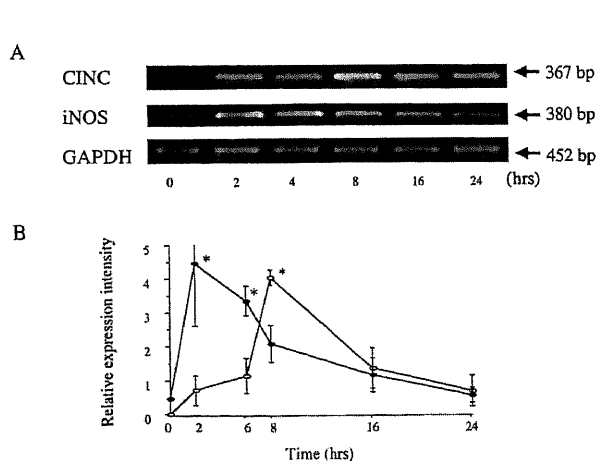 A
CINC 367 bp
iNOS 380 bp
GAPDH 452 bp
0 2 4 8 16 24 (hrs)
B
Relative expression intensity
5
4
3
2
1
0
* * *
0 2 6 8 16 24
Time (hrs)